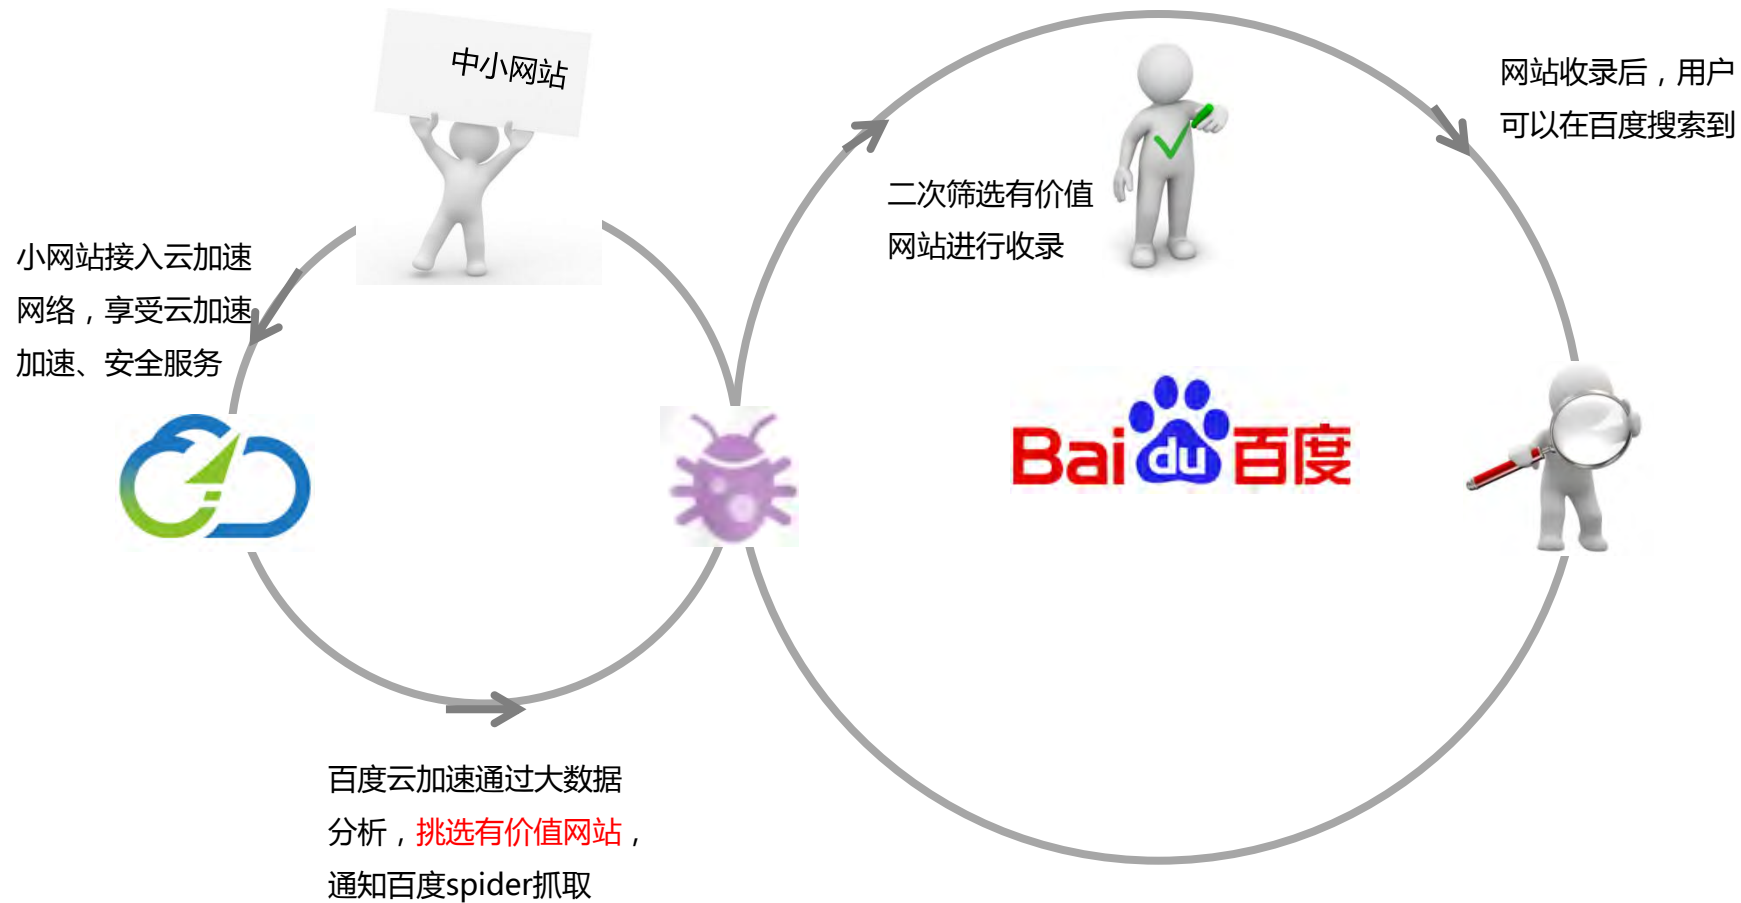 中小网站
小网站接入云加速
网络，享受云加速
加速、安全服务
百度云加速通过大数据
分析，挑选有价值网站，
通知百度spider抓取
二次筛选有价值
网站进行收录
Bai du 百度
网站收录后，用户
可以在百度搜索到